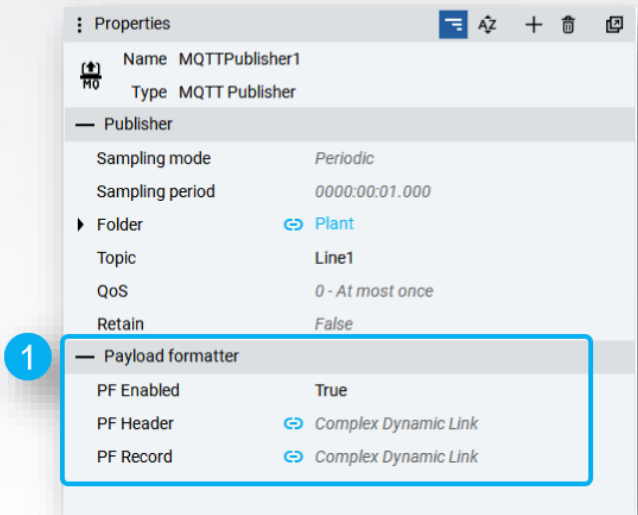 Properties
Name MQTTPublisher1
MQ
Type MQTT Publisher
Publisher
Sampling mode Periodic
Sampling period 0000:00:01.000
Folder Plant
Topic Line1
QoS 0 - At most once
Retain False
1
Payload formatter
PF Enabled True
PF Header Complex Dynamic Link
PF Record Complex Dynamic Link